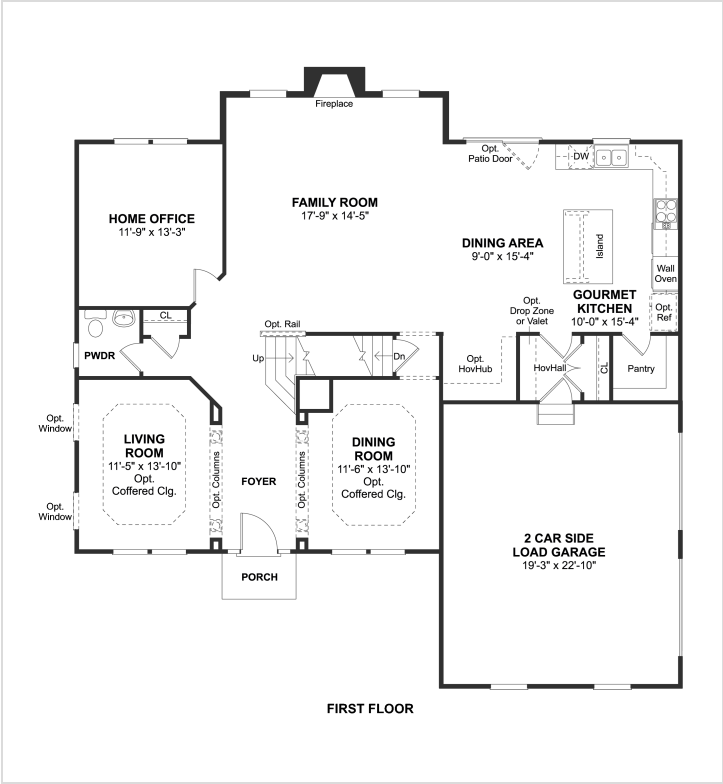 Fireplace
Opt.
Patio Door
DW
FAMILY ROOM
17'-9" x 14'-5"
HOME OFFICE
11'-9" x 13'-3"
DINING AREA
9'-0" x 15'-4"
Island
Wall
Oven
GOURMET
KITCHEN
10'-0" x 15'-4"
Opt.
Ref
Opt.
Drop Zone
or Valet
CL
Opt. Rail
PWDR
Up
Dn
Opt.
HovHub
HovHall
CL
Pantry
Opt.
Window
LIVING
ROOM
11'-5" x 13'-10"
Opt.
Coffered Clg.
Opt. Columns
FOYER
Opt. Columns
DINING
ROOM
11'-6" x 13'-10"
Opt.
Coffered Clg.
Opt.
Window
2 CAR SIDE
LOAD GARAGE
19'-3" x 22'-10"
PORCH
FIRST FLOOR